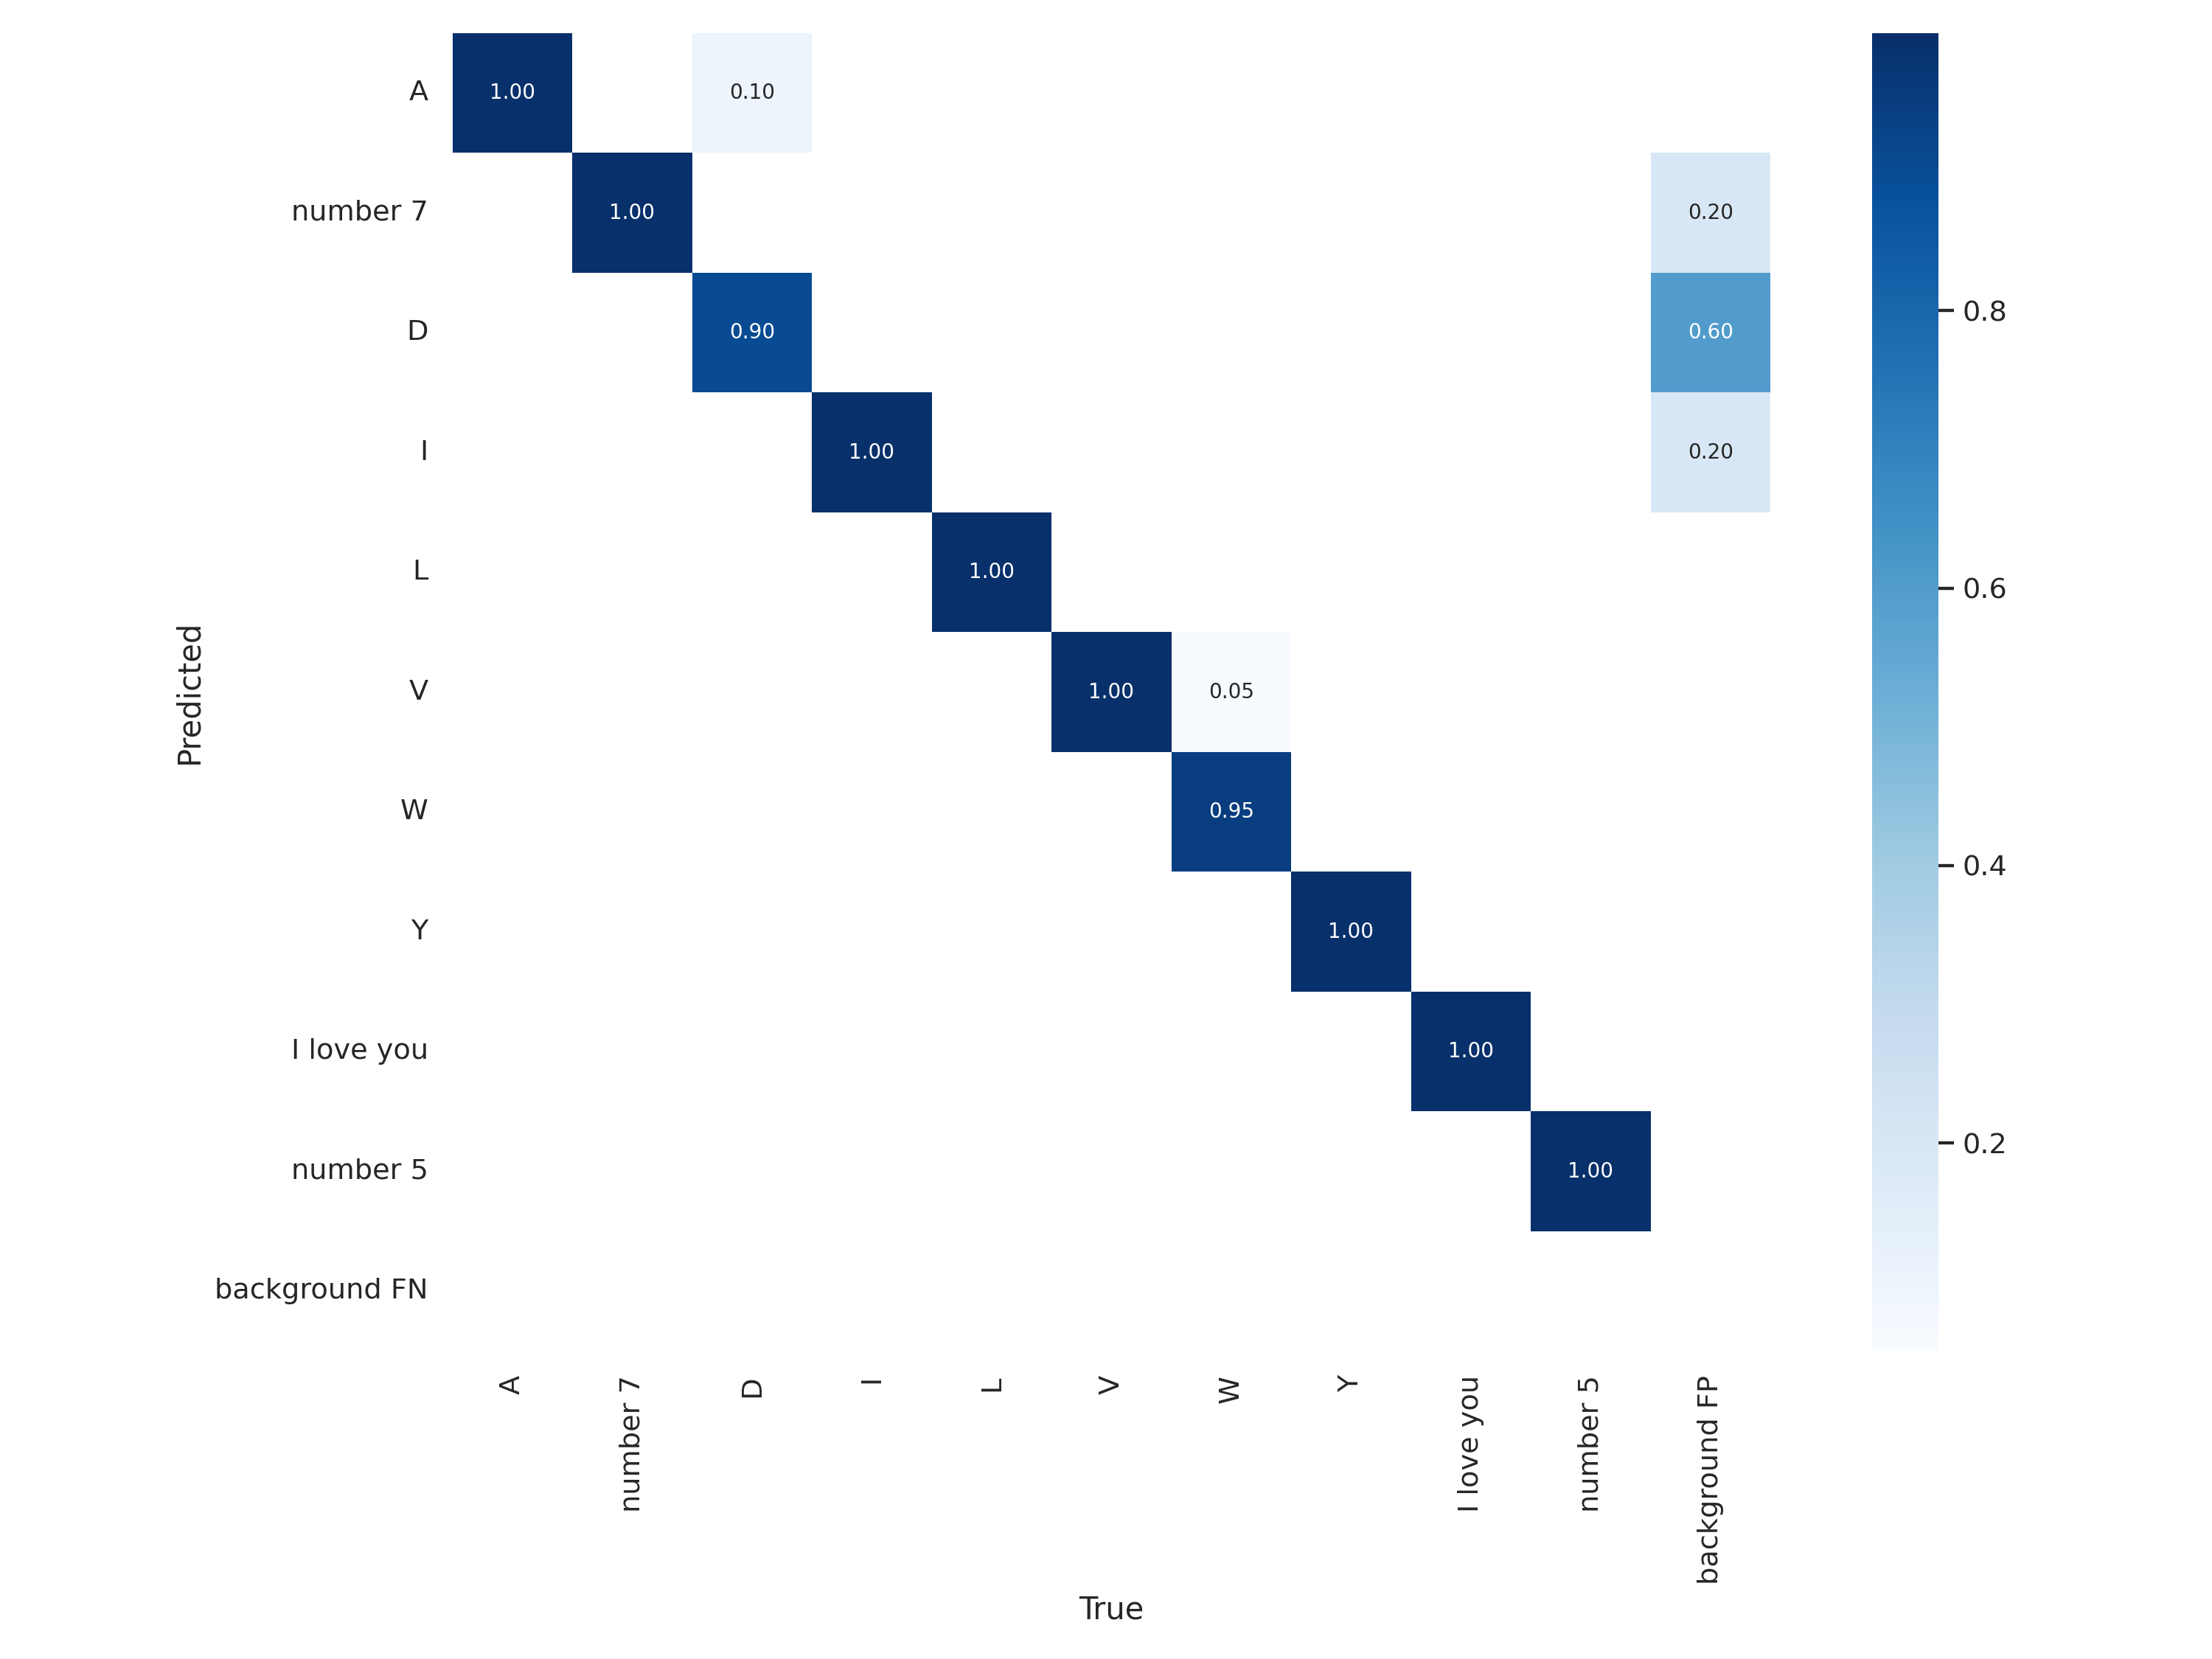 A
1.00
0.10
number 7
1.00
0.20
D
0.90
0.60
0.8
I
1.00
0.20
L
1.00
0.6
Predicted
V
1.00
0.05
W
0.95
0.4
Y
1.00
I love you
1.00
number 5
1.00
0.2
background FN
A
number 7
D
I
L
V
W
Y
I love you
number 5
background FP
True